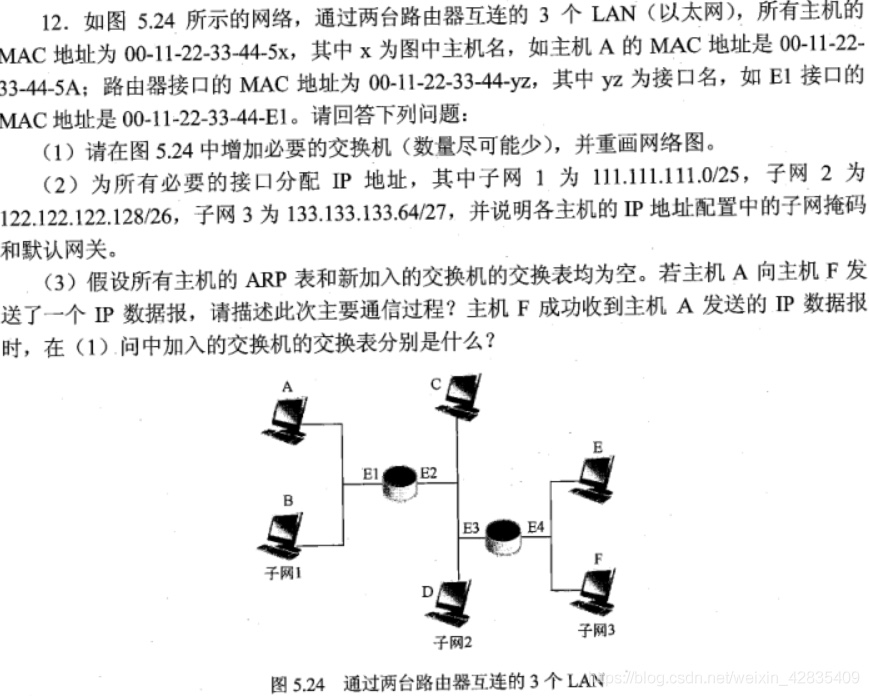 12．如图 5.24 所示的网络，通过两台路由器互连的 3 个 LAN（以太网），所有主机的
MAC 地址为 00-11-22-33-44-5x，其中 x 为图中主机名，如主机 A 的 MAC 地址是 00-11-22-
33-44-5A；路由器接口的 MAC 地址为 00-11-22-33-44-yz，其中 yz 为接口名，如 E1 接口的
MAC 地址是 00-11-22-33-44-E1。请回答下列问题：
（1）请在图 5.24 中增加必要的交换机（数量尽可能少），并重画网络图。
（2）为所有必要的接口分配 IP 地址，其中子网 1 为 111.111.111.0/25，子网 2 为
122.122.122.128/26，子网 3 为 133.133.133.64/27，并说明各主机的 IP 地址配置中的子网掩码
和默认网关。
（3）假设所有主机的 ARP 表和新加入的交换机的交换表均为空。若主机 A 向主机 F 发
送了一个 IP 数据报，请描述此次主要通信过程？主机 F 成功收到主机 A 发送的 IP 数据报
时，在（1）问中加入的交换机的交换表分别是什么？
A
C
E
E1
E2
B
E3
E4
子网1
F
D
子网2
子网3
图 5.24 通过两台路由器互连的 3 个 LAN
https://blog.csdn.net/weixin_42835409